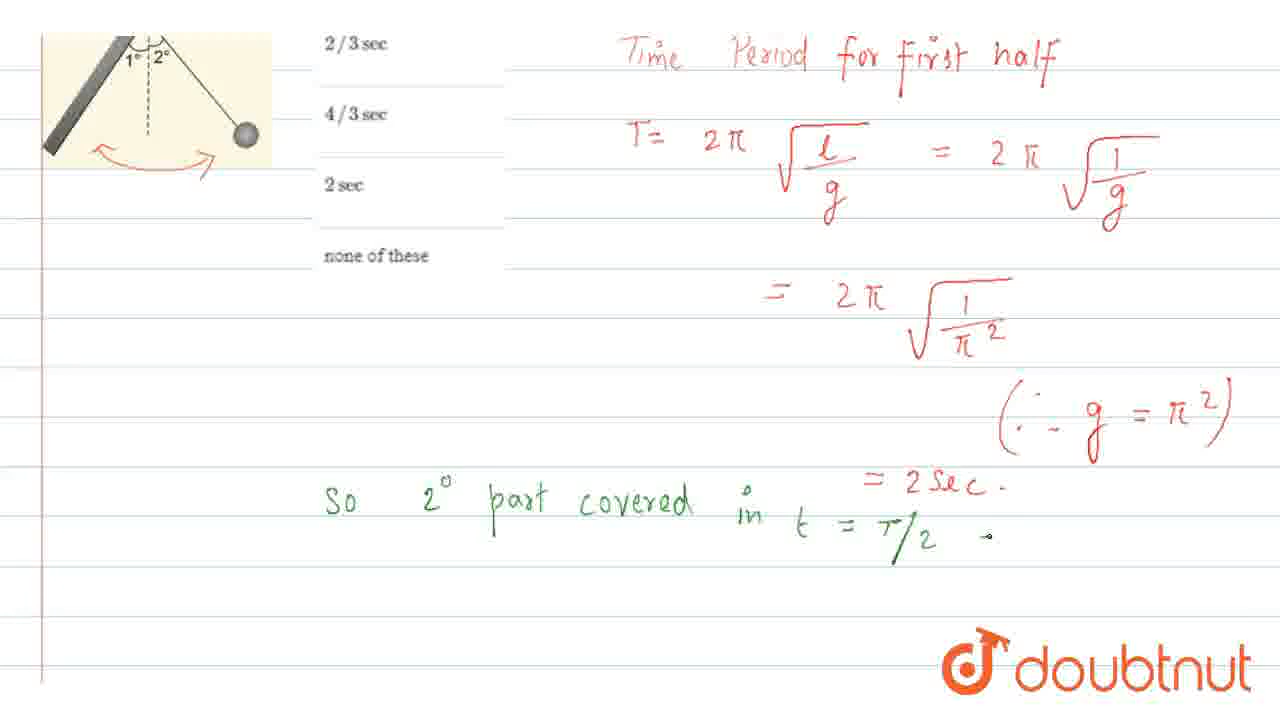 1° 2°
2/3 sec
4/3 sec
2 sec
none of these
Time Period for first half
T= 2π √l/g = 2π √1/g
= 2π √1/π²
(∴ g = π²)
= 2 sec.
So 2° part covered in t = T/2 =
doubtnut